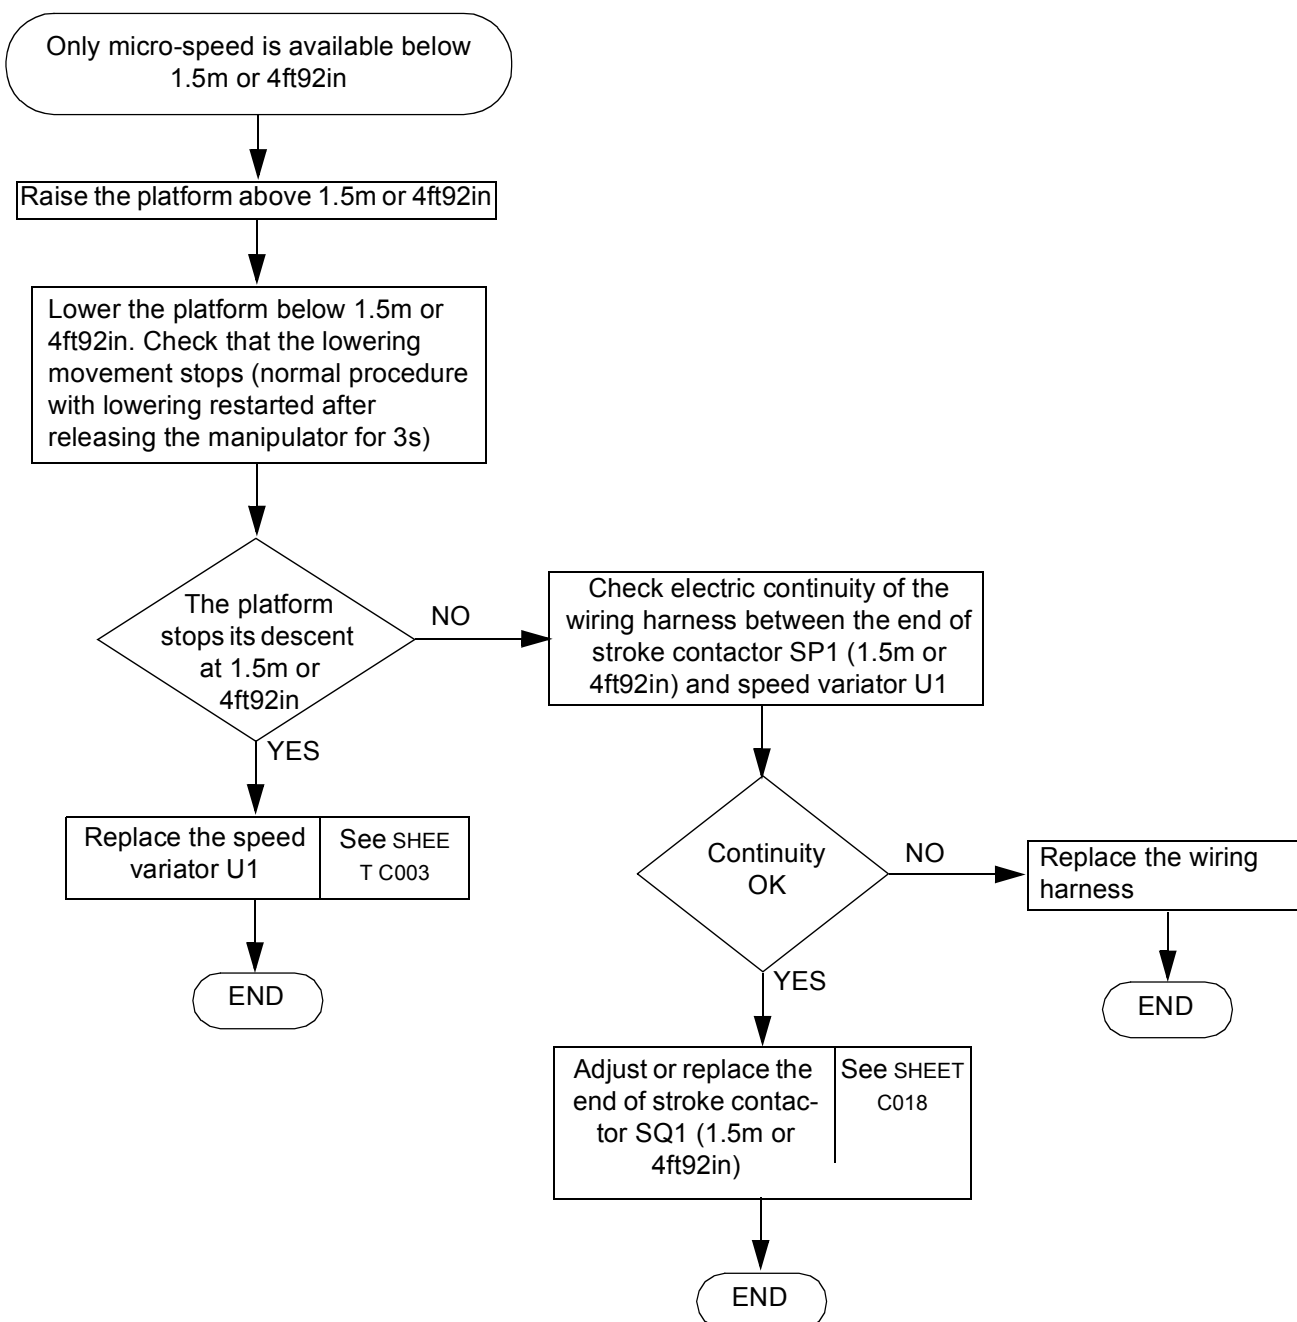 Only micro-speed is available below
1.5m or 4ft92in
Raise the platform above 1.5m or 4ft92in
Lower the platform below 1.5m or
4ft92in. Check that the lowering
movement stops (normal procedure
with lowering restarted after
releasing the manipulator for 3s)
The platform
stops its descent
at 1.5m or
4ft92in
NO
YES
Check electric continuity of the
wiring harness between the end of
stroke contactor SP1 (1.5m or
4ft92in) and speed variator U1
Replace the speed
variator U1
See SHEE
T C003
END
Continuity
OK
NO
YES
Replace the wiring
harness
END
Adjust or replace the
end of stroke contac-
tor SQ1 (1.5m or
4ft92in)
See SHEET
C018
END